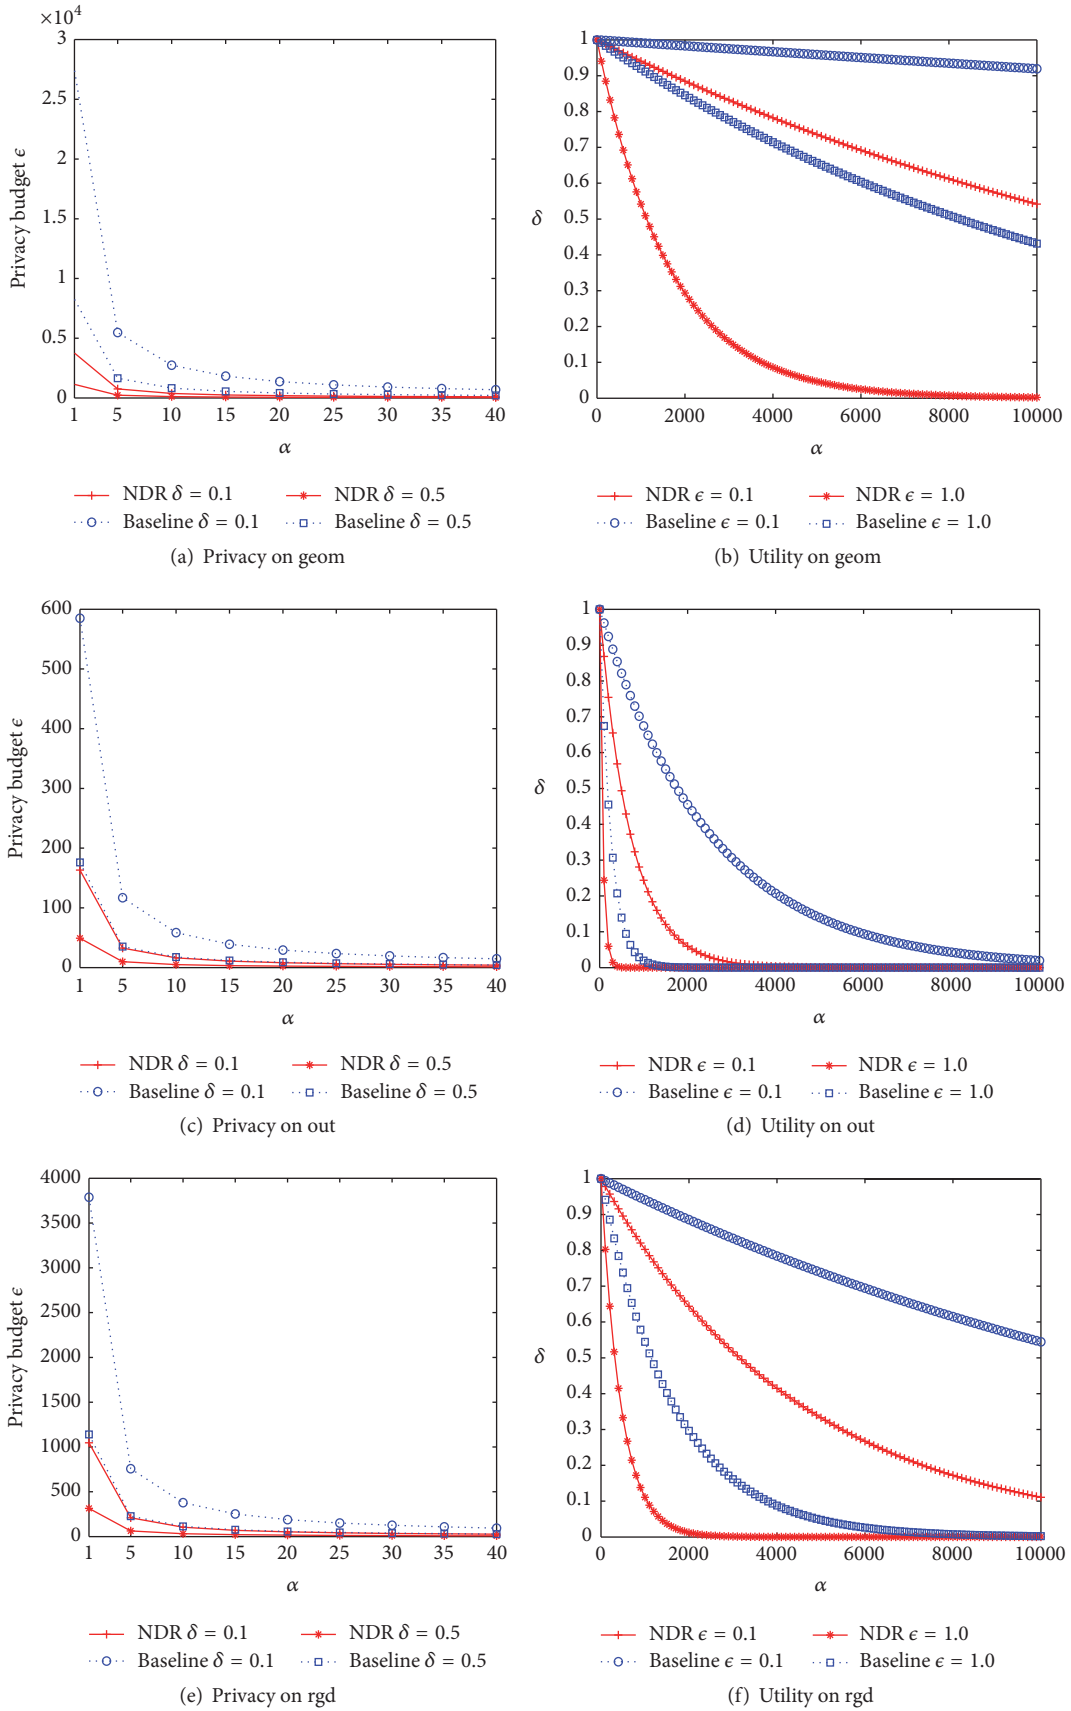 ×10⁴
3
2.5
2
1.5
1
0.5
0
Privacy budget ϵ
1 5 10 15 20 25 30 35 40
α
NDR δ = 0.1 NDR δ = 0.5
Baseline δ = 0.1 Baseline δ = 0.5
(a) Privacy on geom
1
0.9
0.8
0.7
0.6
0.5
0.4
0.3
0.2
0.1
0
δ
0 2000 4000 6000 8000 10000
α
NDR ϵ = 0.1 NDR ϵ = 1.0
Baseline ϵ = 0.1 Baseline ϵ = 1.0
(b) Utility on geom
600
500
400
300
200
100
0
Privacy budget ϵ
1 5 10 15 20 25 30 35 40
α
NDR δ = 0.1 NDR δ = 0.5
Baseline δ = 0.1 Baseline δ = 0.5
(c) Privacy on out
1
0.9
0.8
0.7
0.6
0.5
0.4
0.3
0.2
0.1
0
δ
0 2000 4000 6000 8000 10000
α
NDR ϵ = 0.1 NDR ϵ = 1.0
Baseline ϵ = 0.1 Baseline ϵ = 1.0
(d) Utility on out
4000
3500
3000
2500
2000
1500
1000
500
0
Privacy budget ϵ
1 5 10 15 20 25 30 35 40
α
NDR δ = 0.1 NDR δ = 0.5
Baseline δ = 0.1 Baseline δ = 0.5
(e) Privacy on rgd
1
0.9
0.8
0.7
0.6
0.5
0.4
0.3
0.2
0.1
0
δ
0 2000 4000 6000 8000 10000
α
NDR ϵ = 0.1 NDR ϵ = 1.0
Baseline ϵ = 0.1 Baseline ϵ = 1.0
(f) Utility on rgd